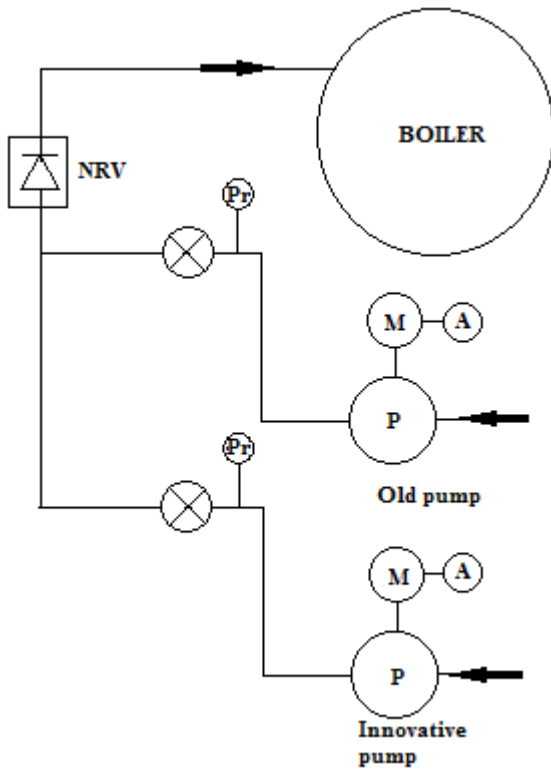 BOILER
NRV
Pr
M
A
P
Old pump
Pr
M
A
P
Innovative
pump